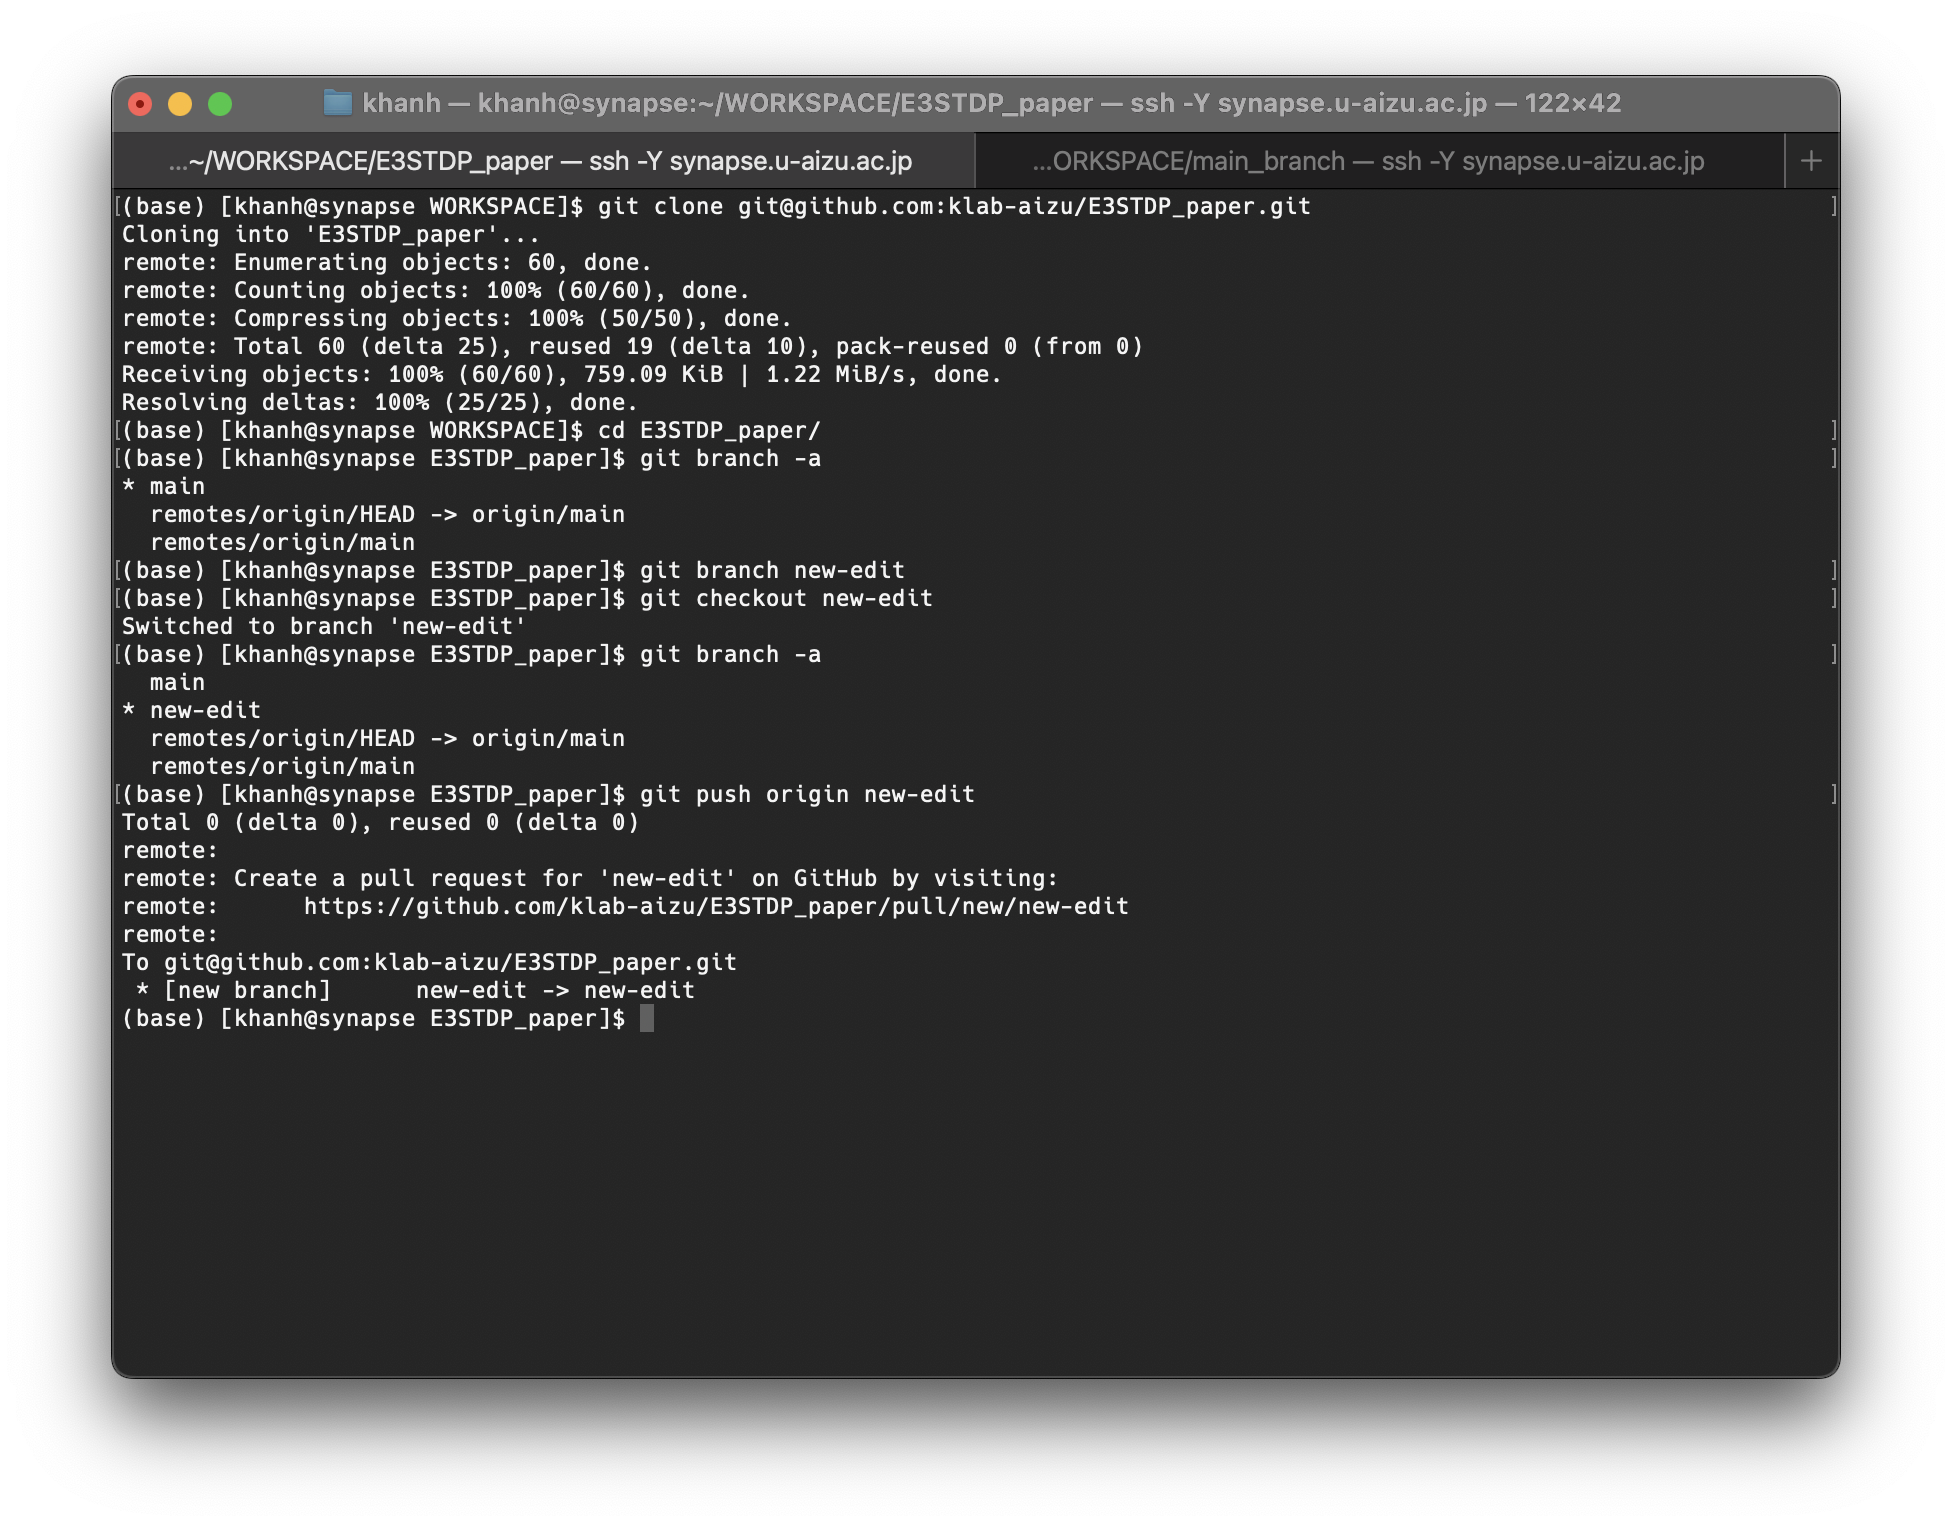 khanh — khanh@synapse:~/WORKSPACE/E3STDP_paper — ssh -Y synapse.u-aizu.ac.jp — 122×42
...~/WORKSPACE/E3STDP_paper — ssh -Y synapse.u-aizu.ac.jp
...ORKSPACE/main_branch — ssh -Y synapse.u-aizu.ac.jp
+
[(base) [khanh@synapse WORKSPACE]$ git clone git@github.com:klab-aizu/E3STDP_paper.git ]
Cloning into 'E3STDP_paper'...
remote: Enumerating objects: 60, done.
remote: Counting objects: 100% (60/60), done.
remote: Compressing objects: 100% (50/50), done.
remote: Total 60 (delta 25), reused 19 (delta 10), pack-reused 0 (from 0)
Receiving objects: 100% (60/60), 759.09 KiB | 1.22 MiB/s, done.
Resolving deltas: 100% (25/25), done.
[(base) [khanh@synapse WORKSPACE]$ cd E3STDP_paper/ ]
[(base) [khanh@synapse E3STDP_paper]$ git branch -a ]
* main
  remotes/origin/HEAD -> origin/main
  remotes/origin/main
[(base) [khanh@synapse E3STDP_paper]$ git branch new-edit ]
[(base) [khanh@synapse E3STDP_paper]$ git checkout new-edit ]
Switched to branch 'new-edit'
[(base) [khanh@synapse E3STDP_paper]$ git branch -a ]
  main
* new-edit
  remotes/origin/HEAD -> origin/main
  remotes/origin/main
[(base) [khanh@synapse E3STDP_paper]$ git push origin new-edit ]
Total 0 (delta 0), reused 0 (delta 0)
remote:
remote: Create a pull request for 'new-edit' on GitHub by visiting:
remote:      https://github.com/klab-aizu/E3STDP_paper/pull/new/new-edit
remote:
To git@github.com:klab-aizu/E3STDP_paper.git
 * [new branch]      new-edit -> new-edit
(base) [khanh@synapse E3STDP_paper]$